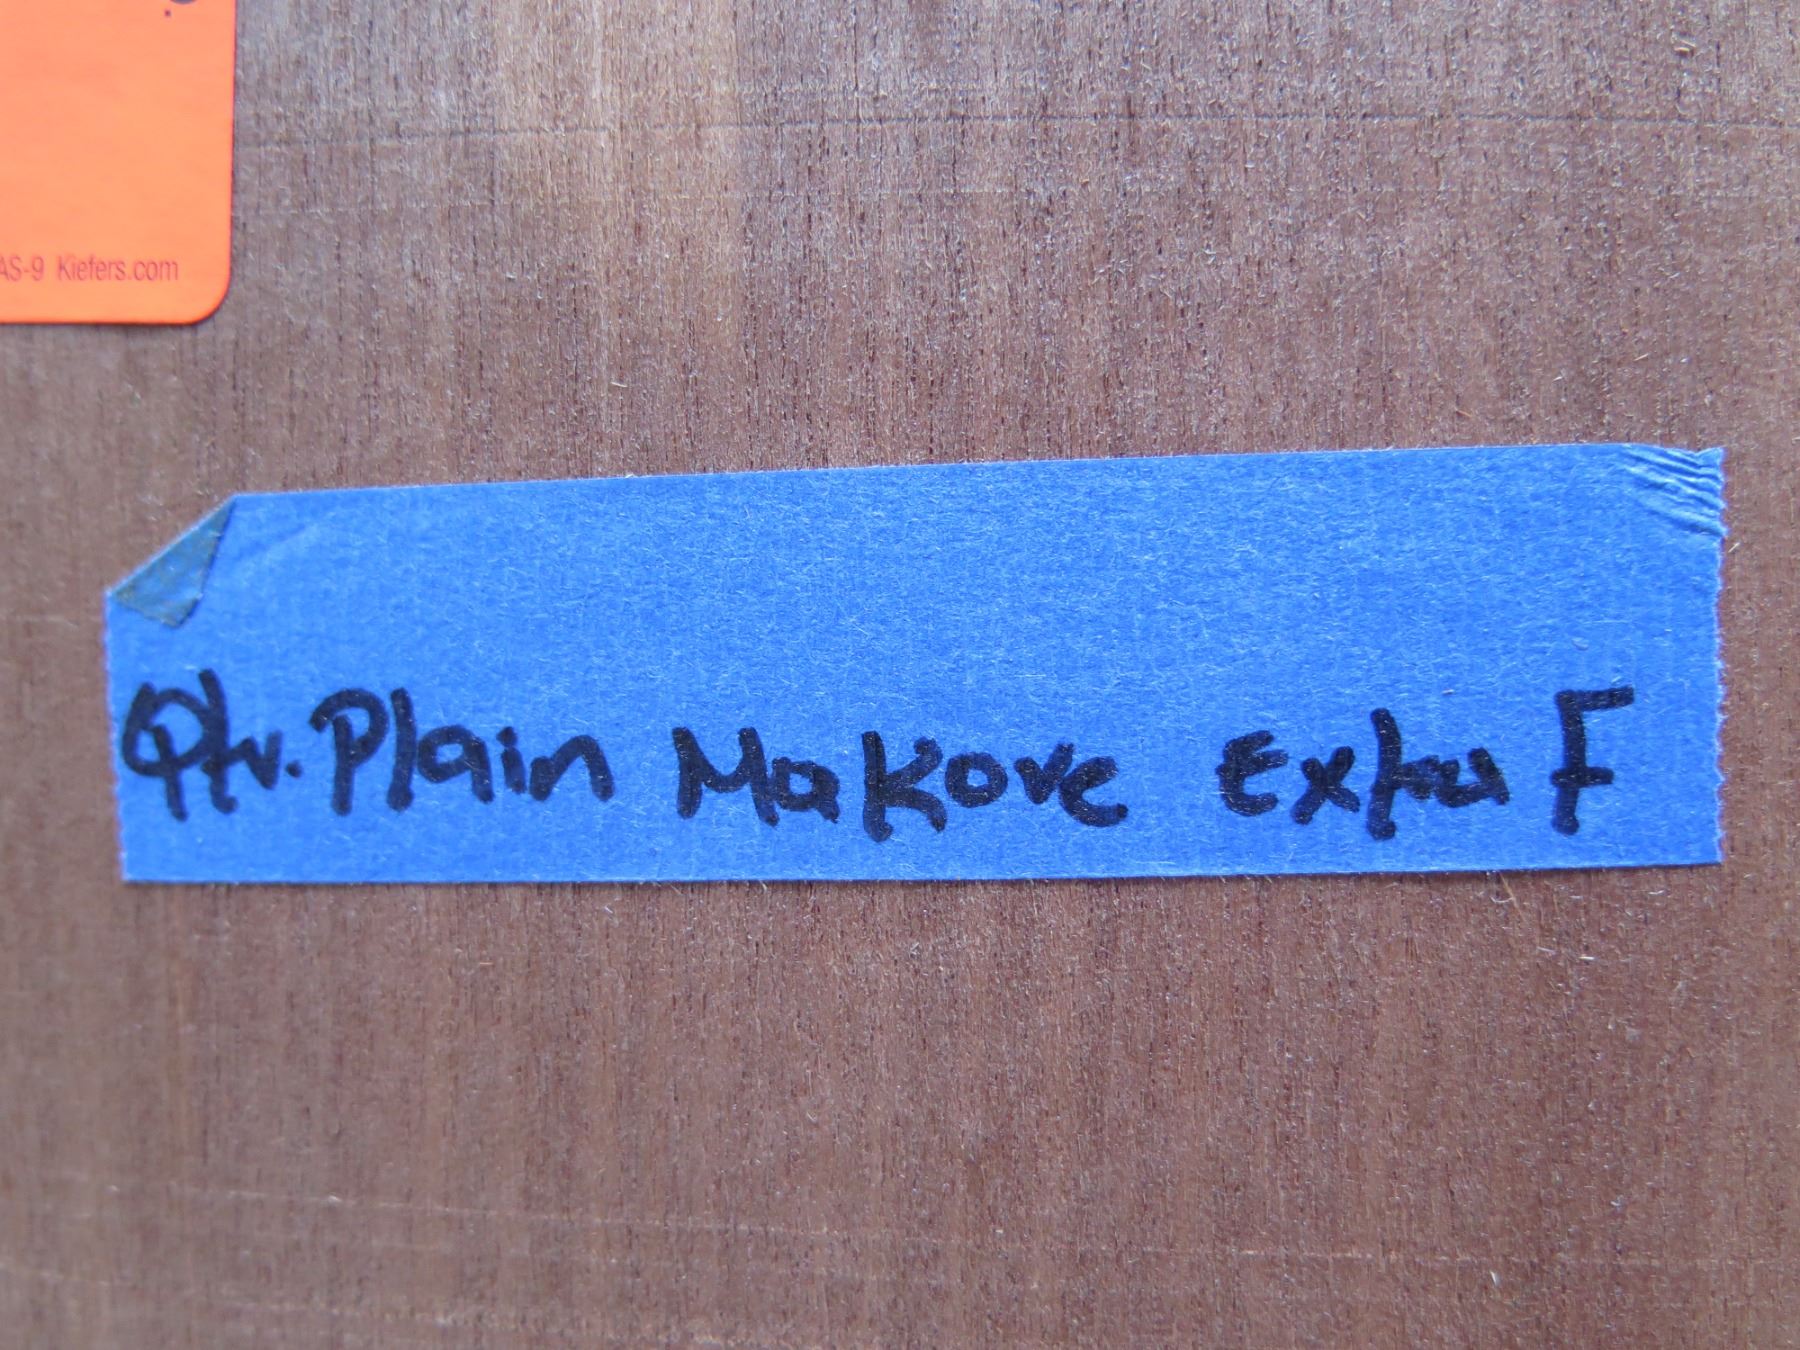 AS-9 Kiefers.com
Qtr. Plain Makore Extra F